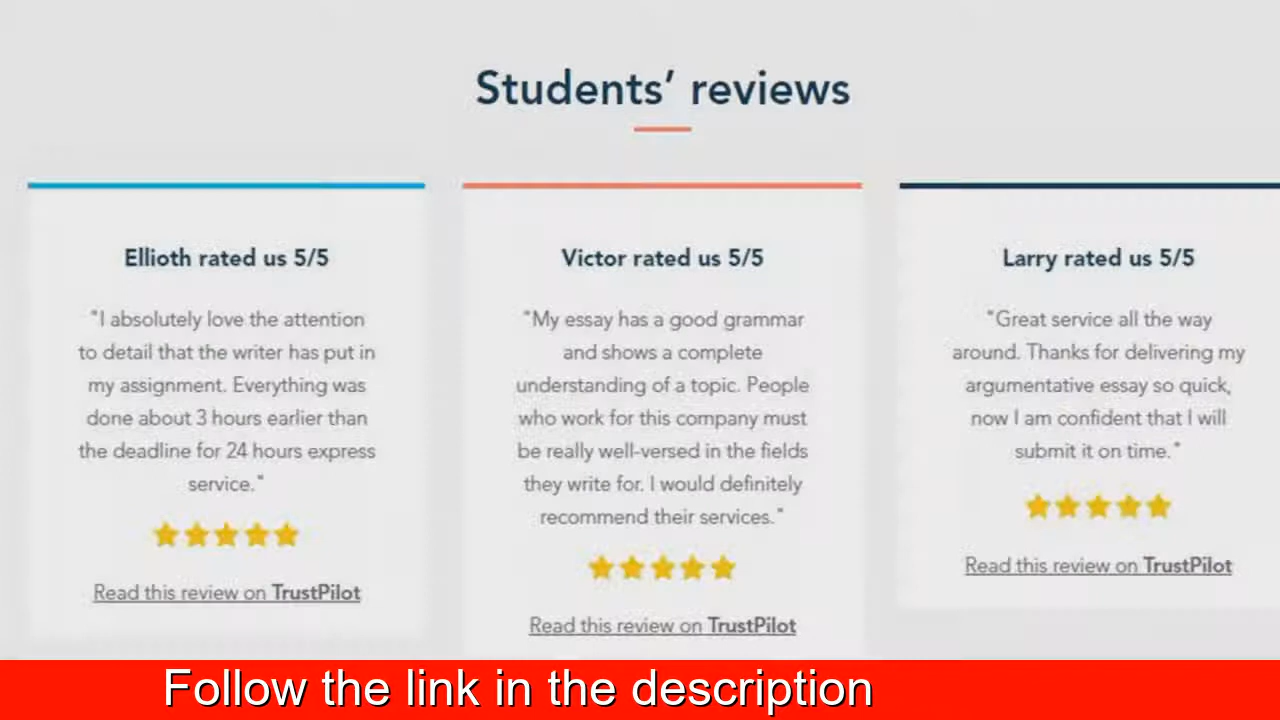 Students’ reviews
Ellioth rated us 5/5
"I absolutely love the attention
to detail that the writer has put in
my assignment. Everything was
done about 3 hours earlier than
the deadline for 24 hours express
service."
Read this review on TrustPilot
Victor rated us 5/5
"My essay has a good grammar
and shows a complete
understanding of a topic. People
who work for this company must
be really well-versed in the fields
they write for. I would definitely
recommend their services."
Read this review on TrustPilot
Larry rated us 5/5
"Great service all the way
around. Thanks for delivering my
argumentative essay so quick,
now I am confident that I will
submit it on time."
Read this review on TrustPilot
Follow the link in the description